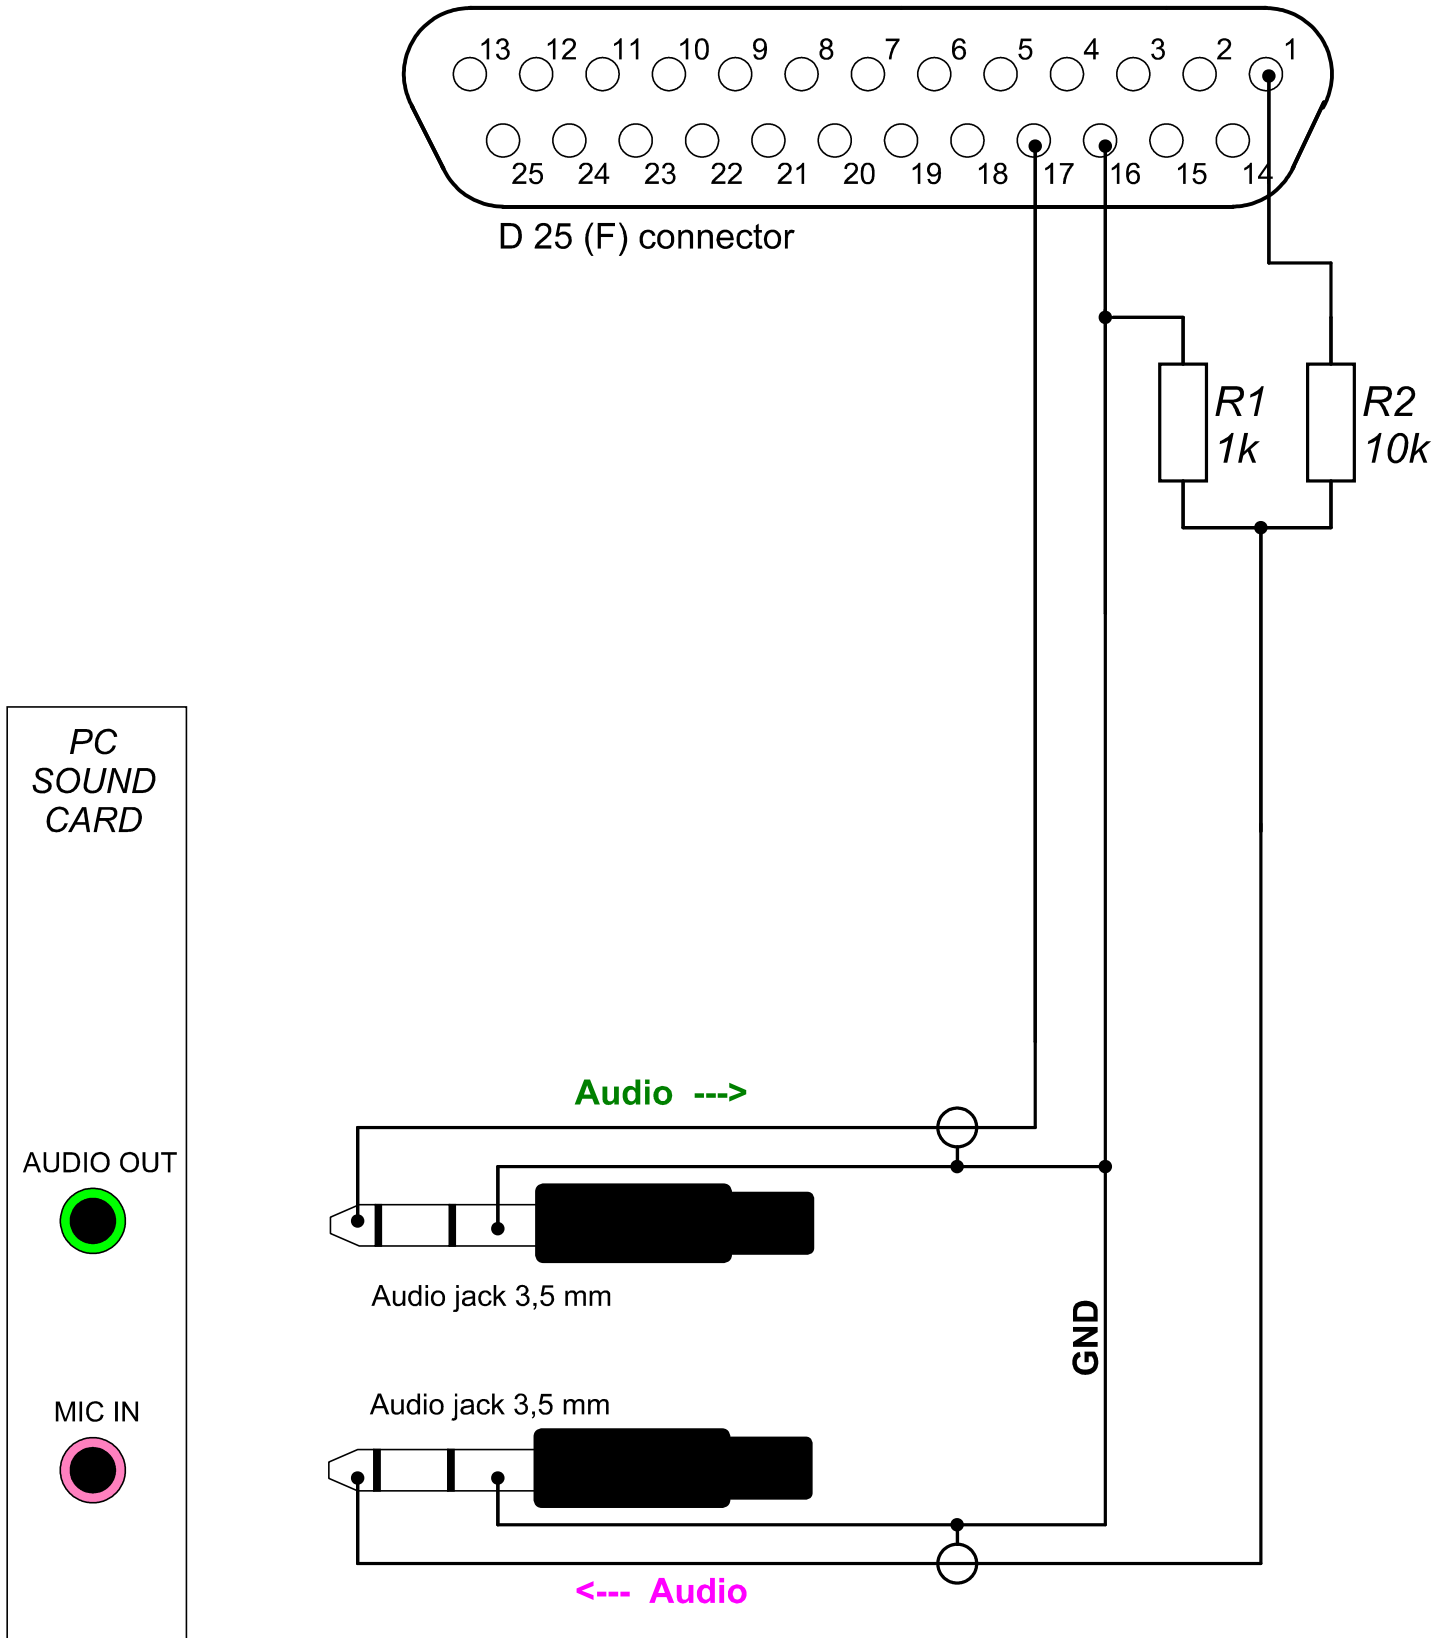 13 12 11 10 9 8 7 6 5 4 3 2 1
25 24 23 22 21 20 19 18 17 16 15 14
D 25 (F) connector
R1
1k
R2
10k
PC
SOUND
CARD
Audio --->
AUDIO OUT
Audio jack 3,5 mm
GND
Audio jack 3,5 mm
MIC IN
<--- Audio